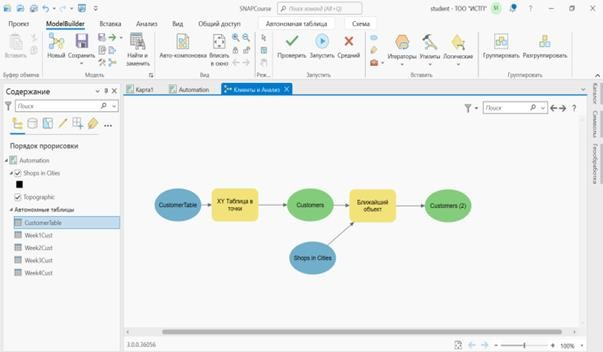 SNAPCourse
Поиск команд (Alt+Q)
student - ТОО "ИСТГ"
Проект
ModelBuilder
Вставка
Анализ
Вид
Общий доступ
Автономная таблица
Схема
Вставить
Новый
Сохранить
Найти и
заменить
Авто-компоновка
Вписать
в окно
Проверить
Запустить
Средний
Итераторы
Утилиты
Логические
Группировать
Разгруппировать
Буфер обмена
Модель
Вид
Реж...
Запустить
Вставить
Группировать
Содержание
Карта1
Automation
Клиенты и Анализ
Поиск
Поиск
Порядок прорисовки
Automation
Shops in Cities
Topographic
Автономные таблицы
CustomerTable
Week1Cust
Week2Cust
Week3Cust
Week4Cust
CustomerTable
XY Таблица в
точки
Customers
Ближайший
объект
Customers (2)
Shops in Cities
3.0.0.36056
100%
Каталог
Символы
Геообработка